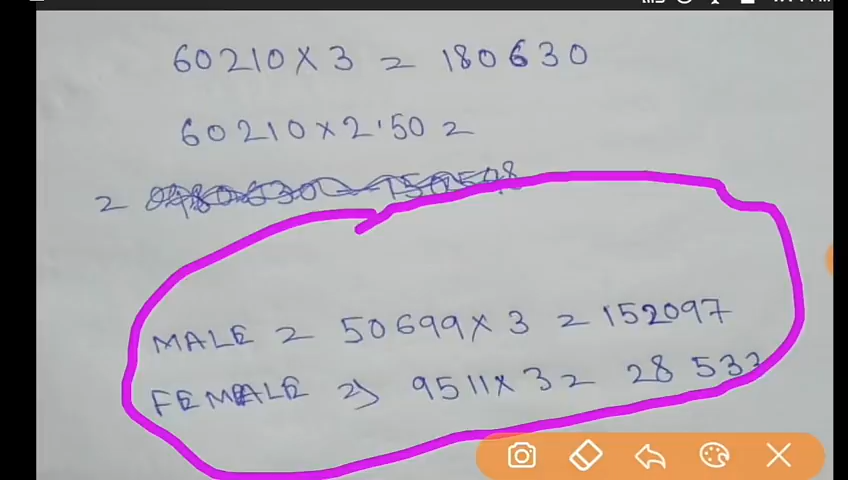 60210 × 3 = 180630
60210 × 2.50 =
=
MALE = 50699 × 3 = 152097
FEMALE => 9511 × 3 = 28533